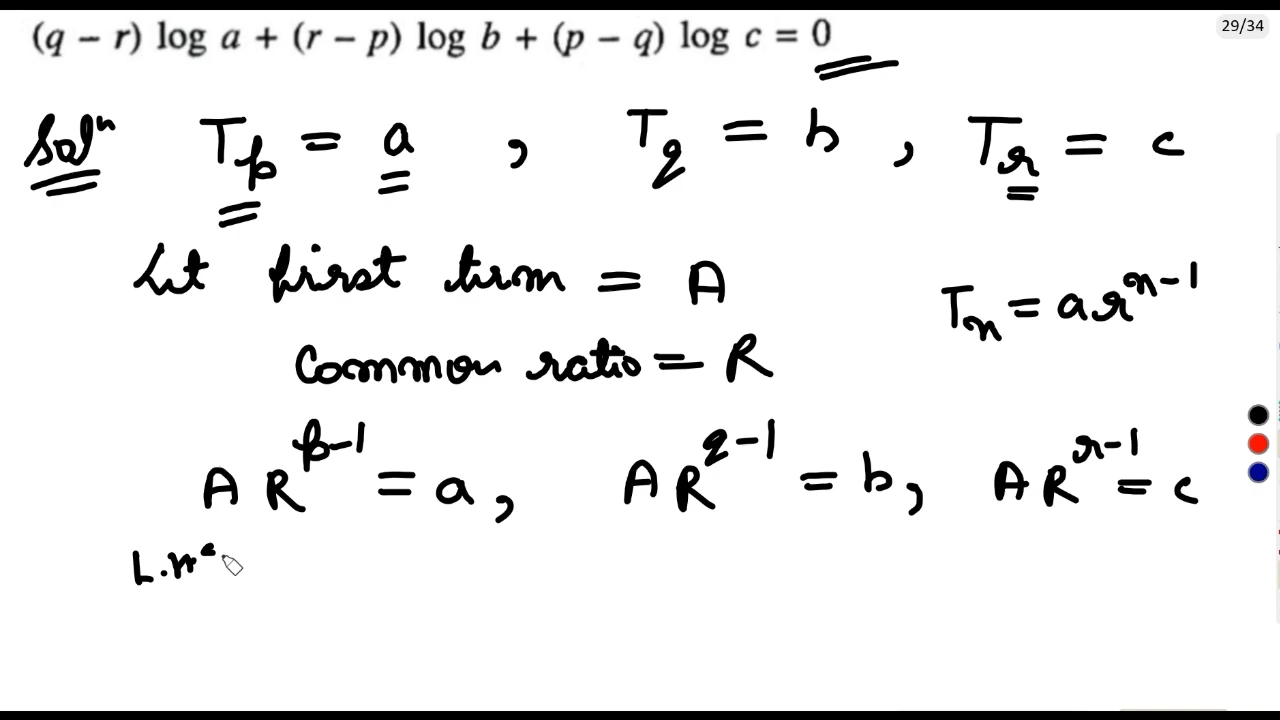 (q − r) log a + (r − p) log b + (p − q) log c = 0
29/34
Solⁿ T_p = a , T_q = b , T_r = c
Let first term = A
T_n = ar^{n-1}
Common ratio = R
AR^{p-1} = a, AR^{q-1} = b, AR^{r-1} = c